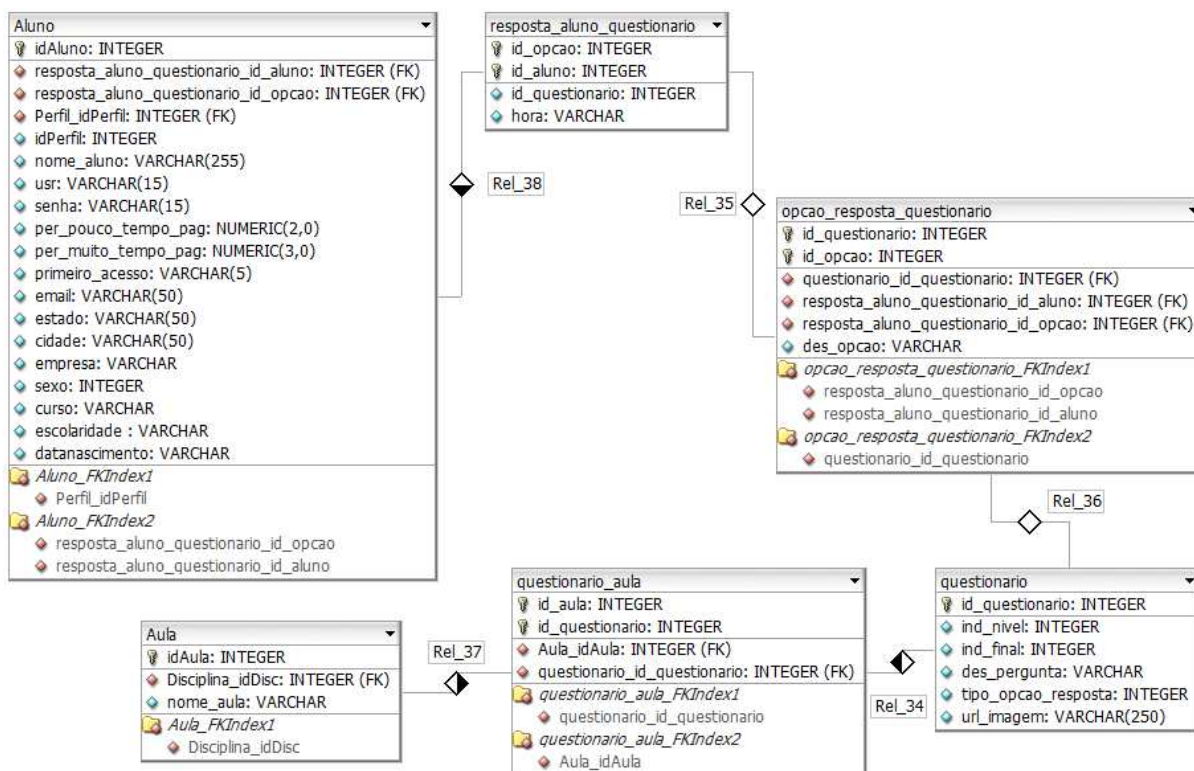 Aluno
idAluno: INTEGER
resposta_aluno_questionario_id_aluno: INTEGER (FK)
resposta_aluno_questionario_id_opcao: INTEGER (FK)
Perfil_idPerfil: INTEGER (FK)
idPerfil: INTEGER
nome_aluno: VARCHAR(255)
usr: VARCHAR(15)
senha: VARCHAR(15)
per_pouco_tempo_pag: NUMERIC(2,0)
per_muito_tempo_pag: NUMERIC(3,0)
primeiro_acesso: VARCHAR(5)
email: VARCHAR(50)
estado: VARCHAR(50)
cidade: VARCHAR(50)
empresa: VARCHAR
sexo: INTEGER
curso: VARCHAR
escolaridade : VARCHAR
datanascimento: VARCHAR
Aluno_FKIndex1
Perfil_idPerfil
Aluno_FKIndex2
resposta_aluno_questionario_id_opcao
resposta_aluno_questionario_id_aluno
resposta_aluno_questionario
id_opcao: INTEGER
id_aluno: INTEGER
id_questionario: INTEGER
hora: VARCHAR
Rel_38
Rel_35
opcao_resposta_questionario
id_questionario: INTEGER
id_opcao: INTEGER
questionario_id_questionario: INTEGER (FK)
resposta_aluno_questionario_id_aluno: INTEGER (FK)
resposta_aluno_questionario_id_opcao: INTEGER (FK)
des_opcao: VARCHAR
opcao_resposta_questionario_FKIndex1
resposta_aluno_questionario_id_opcao
resposta_aluno_questionario_id_aluno
opcao_resposta_questionario_FKIndex2
questionario_id_questionario
Rel_36
Aula
idAula: INTEGER
Disciplina_idDisc: INTEGER (FK)
nome_aula: VARCHAR
Aula_FKIndex1
Disciplina_idDisc
Rel_37
questionario_aula
id_aula: INTEGER
id_questionario: INTEGER
Aula_idAula: INTEGER (FK)
questionario_id_questionario: INTEGER (FK)
questionario_aula_FKIndex1
questionario_id_questionario
questionario_aula_FKIndex2
Aula_idAula
Rel_34
questionario
id_questionario: INTEGER
ind_nivel: INTEGER
ind_final: INTEGER
des_pergunta: VARCHAR
tipo_opcao_resposta: INTEGER
url_imagem: VARCHAR(250)